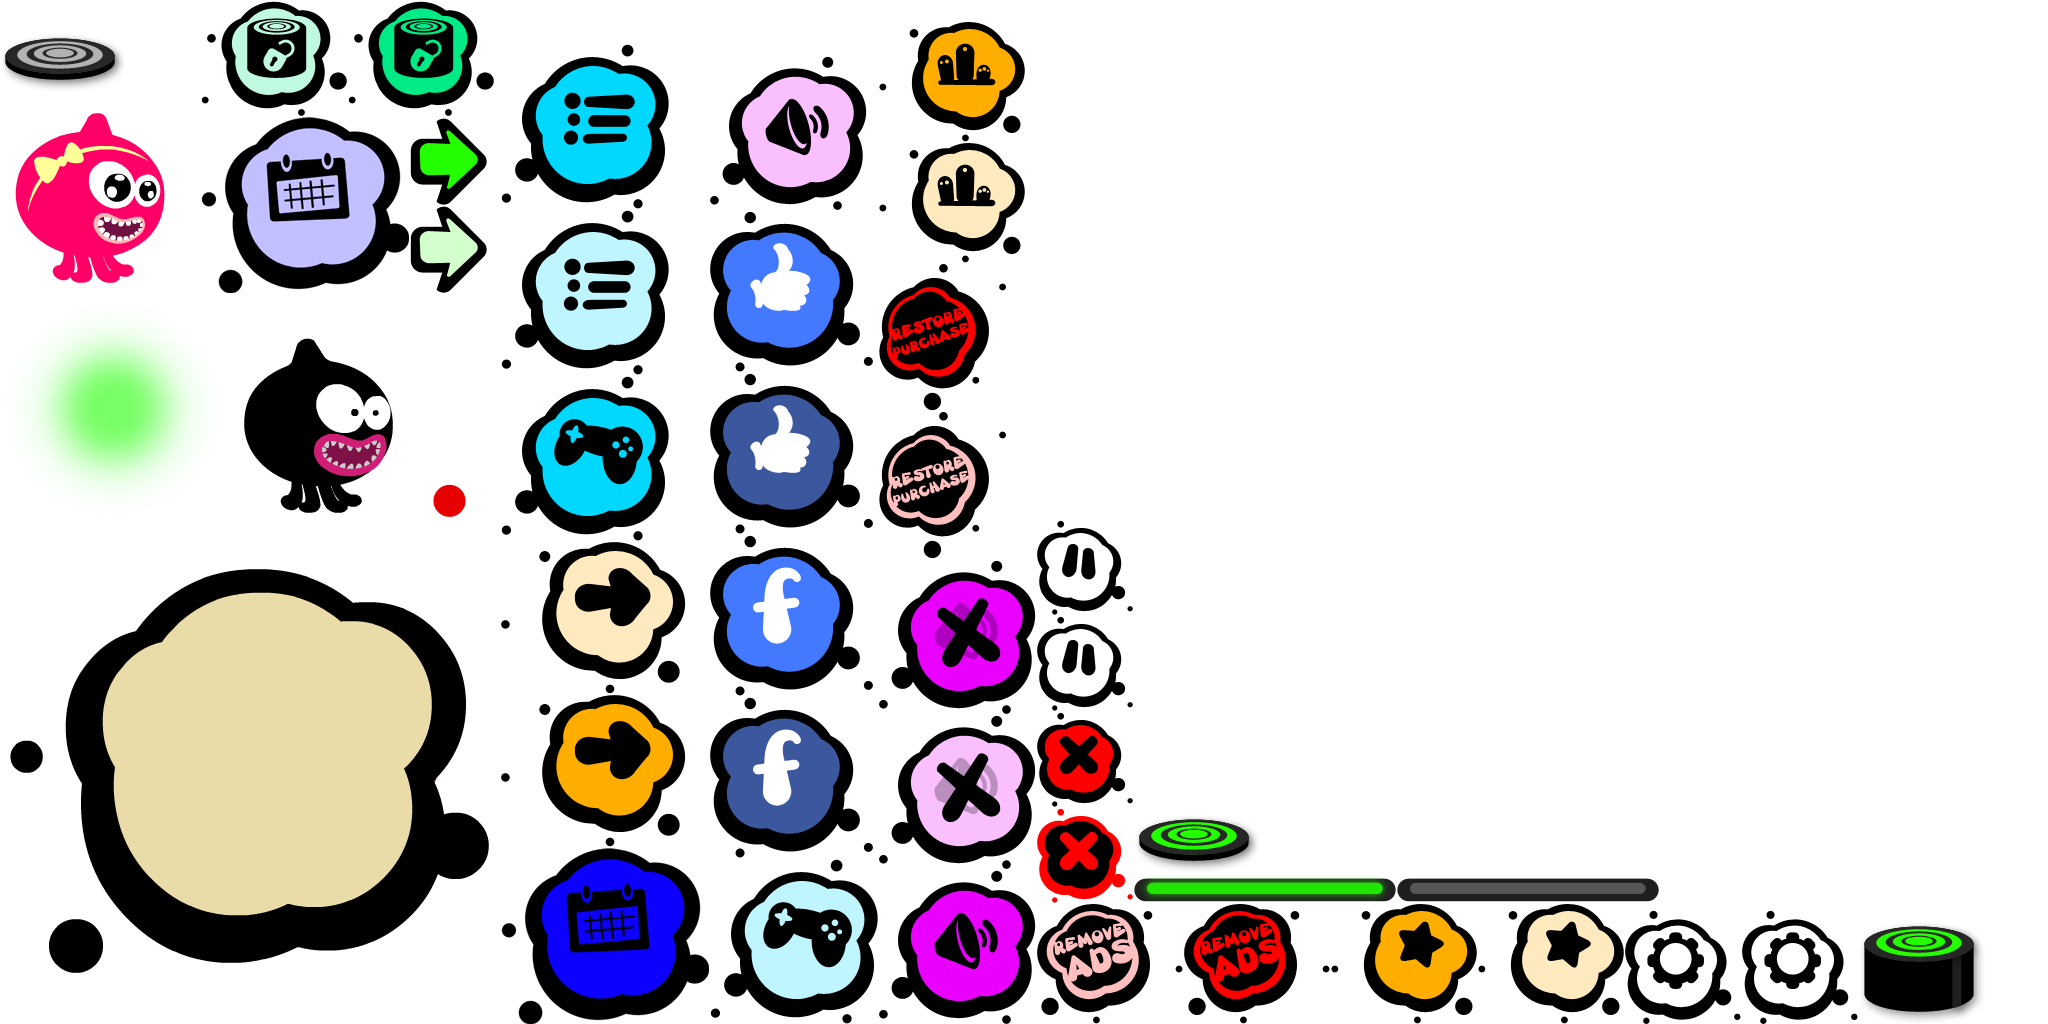 RESTORE
PURCHASE
RESTORE
PURCHASE
f
f
REMOVE
ADS
REMOVE
ADS